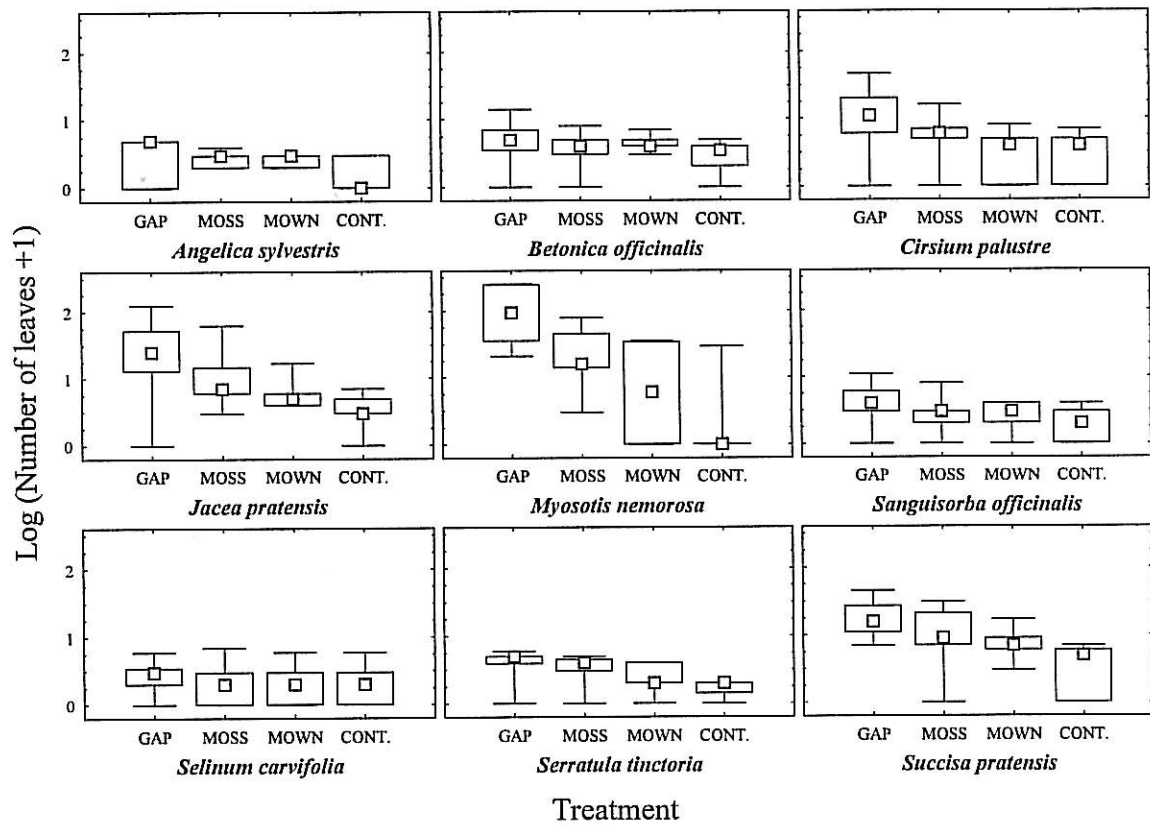 Log (Number of leaves +1)
2
1
0
GAP MOSS MOWN CONT.
Angelica sylvestris
GAP MOSS MOWN CONT.
Betonica officinalis
GAP MOSS MOWN CONT.
Cirsium palustre
2
1
0
GAP MOSS MOWN CONT.
Jacea pratensis
GAP MOSS MOWN CONT.
Myosotis nemorosa
GAP MOSS MOWN CONT.
Sanguisorba officinalis
2
1
0
GAP MOSS MOWN CONT.
Selinum carvifolia
GAP MOSS MOWN CONT.
Serratula tinctoria
GAP MOSS MOWN CONT.
Succisa pratensis
Treatment